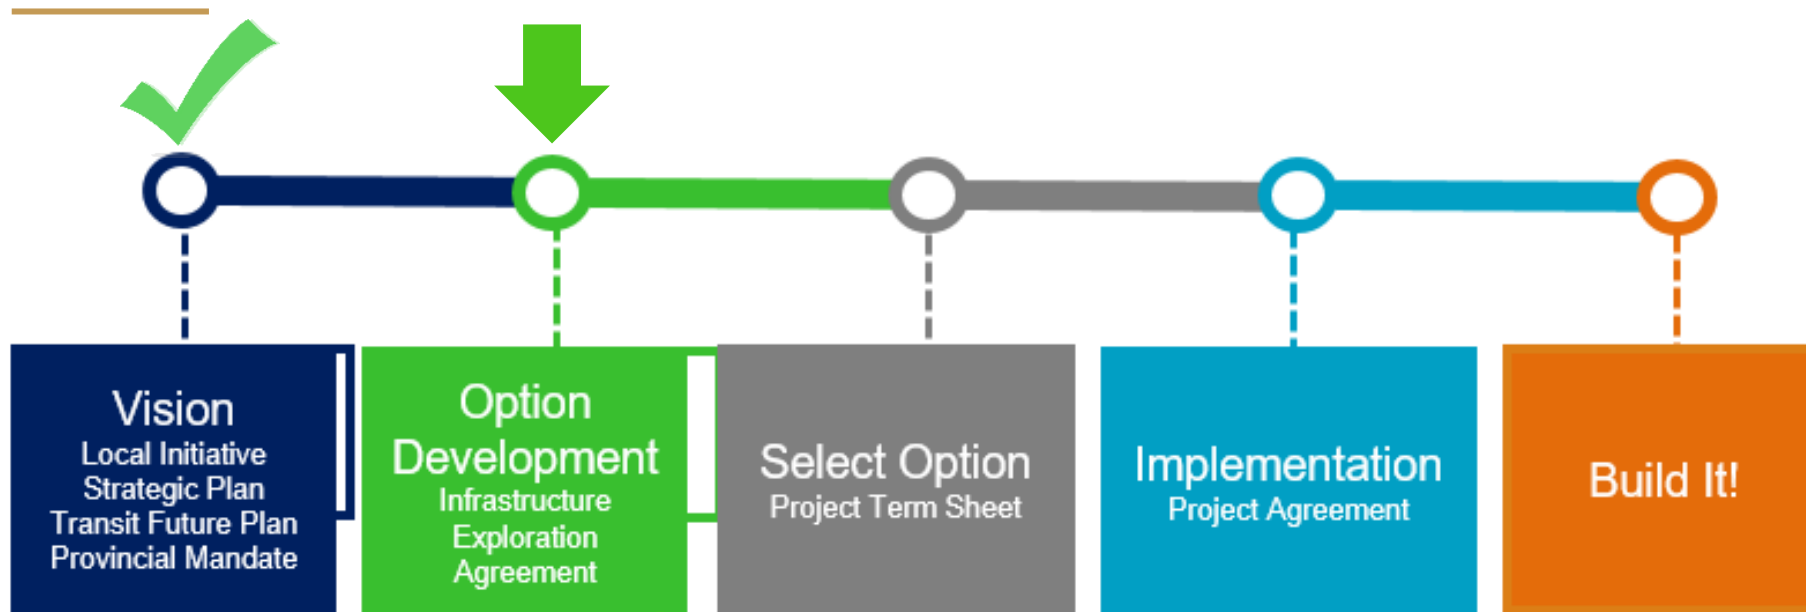 Vision
Local Initiative
Strategic Plan
Transit Future Plan
Provincial Mandate
Option
Development
Infrastructure
Exploration
Agreement
Select Option
Project Term Sheet
Implementation
Project Agreement
Build It!